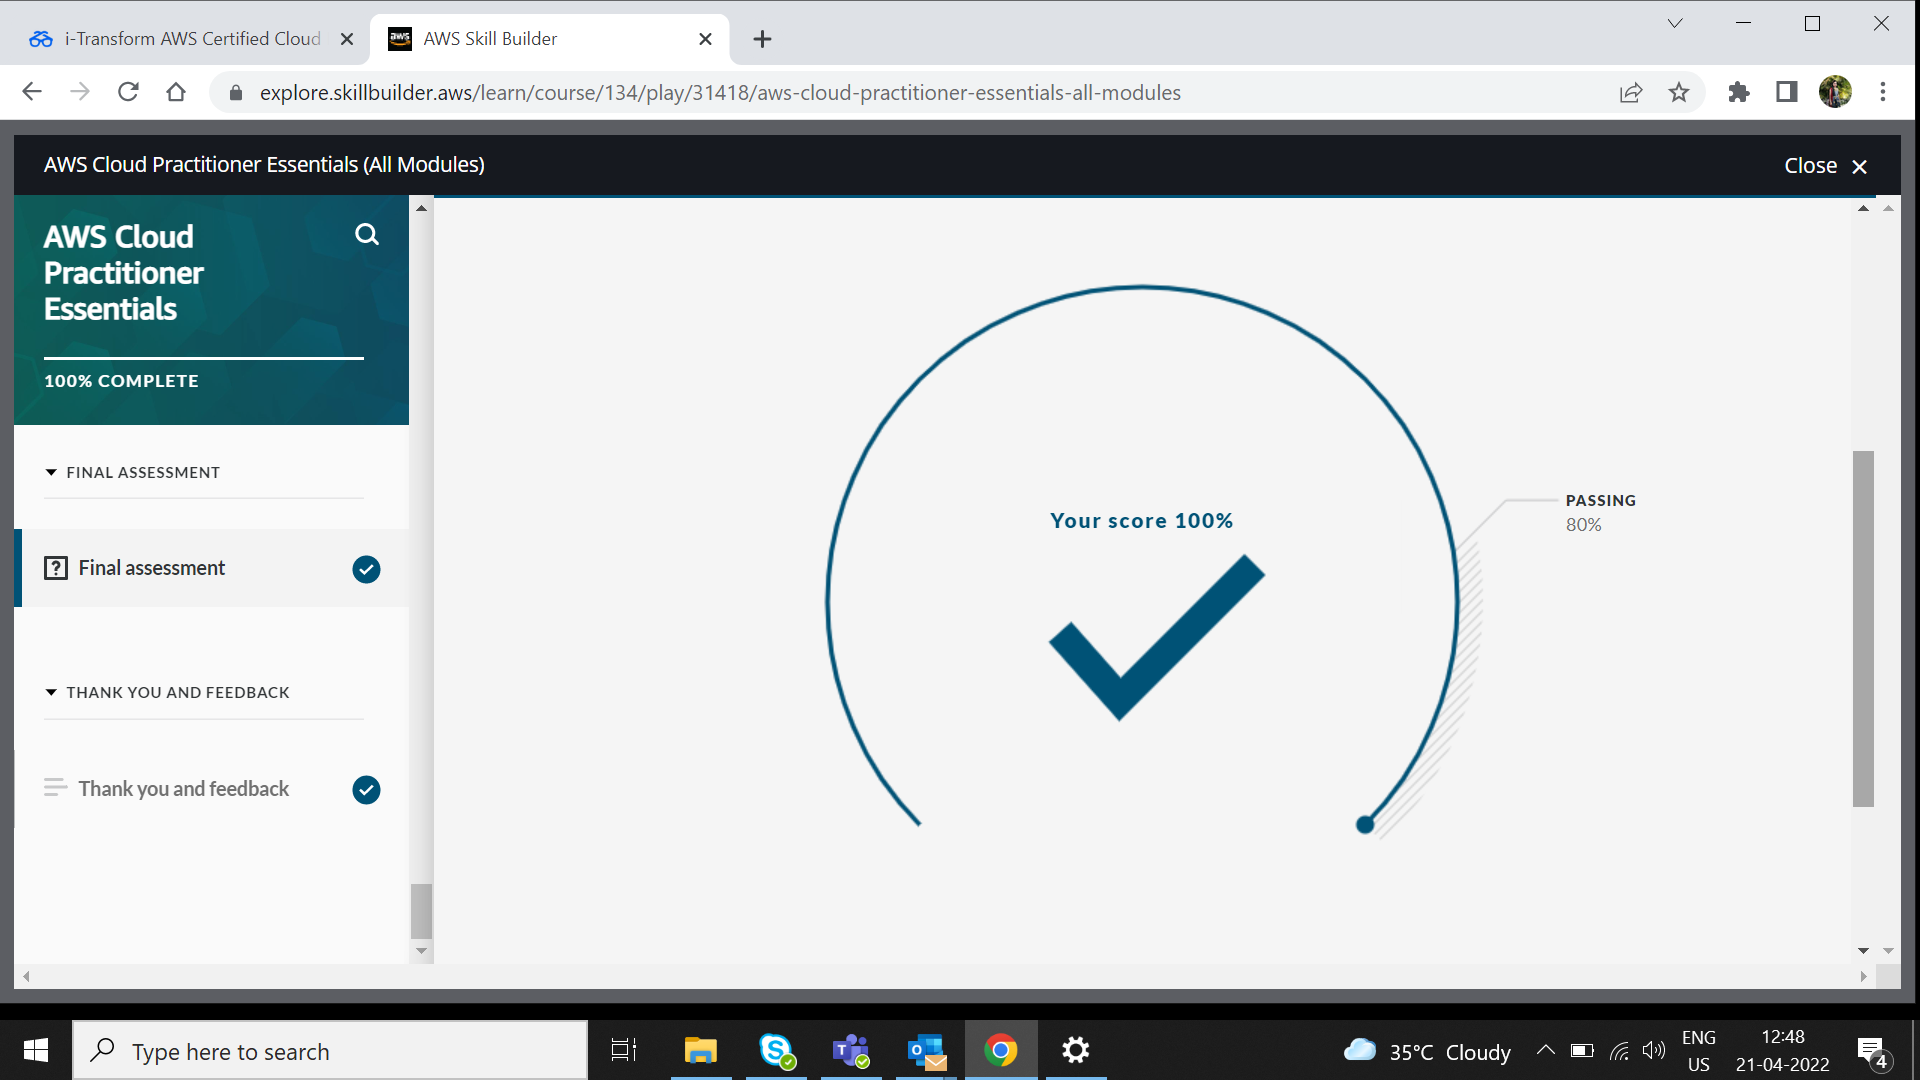 i-Transform AWS Certified Cloud
aws AWS Skill Builder
explore.skillbuilder.aws/learn/course/134/play/31418/aws-cloud-practitioner-essentials-all-modules
AWS Cloud Practitioner Essentials (All Modules)
Close
AWS Cloud
Practitioner
Essentials
100% COMPLETE
FINAL ASSESSMENT
Final assessment
THANK YOU AND FEEDBACK
Thank you and feedback
Your score 100%
PASSING
80%
Type here to search
35°C Cloudy
ENG
US
12:48
21-04-2022
4